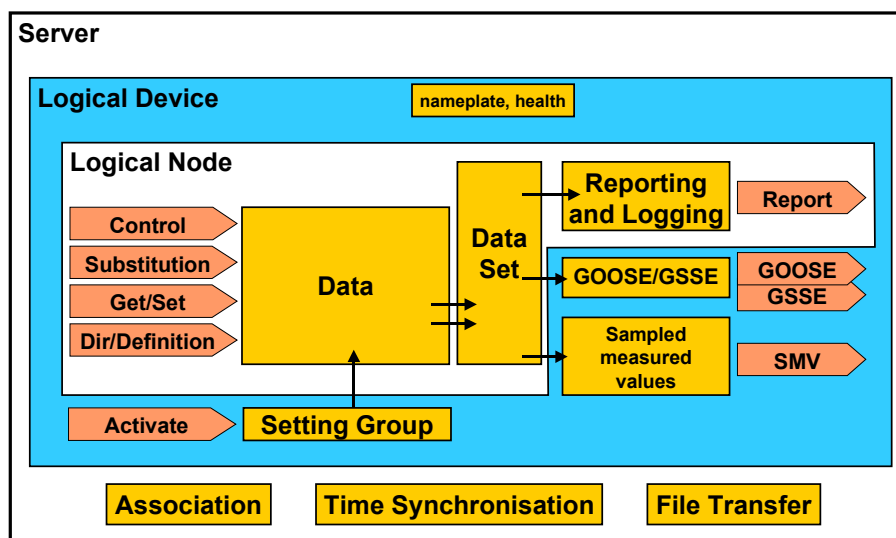 Server
Logical Device
nameplate, health
Logical Node
Control
Substitution
Get/Set
Dir/Definition
Data
Data
Set
Reporting
and Logging
Report
GOOSE/GSSE
GOOSE
GSSE
Sampled
measured
values
SMV
Activate
Setting Group
Association
Time Synchronisation
File Transfer